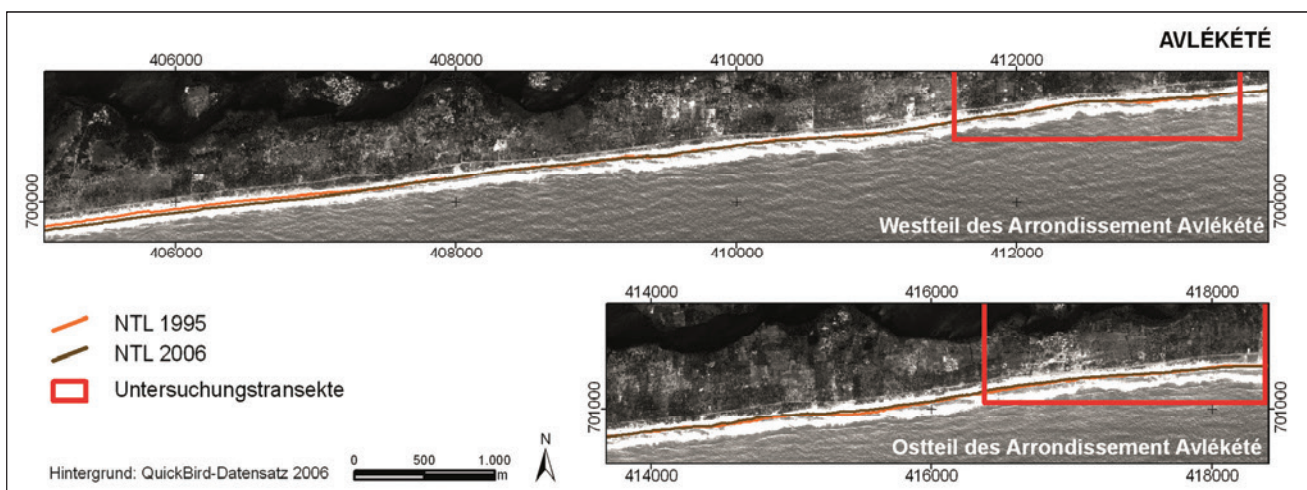 AVLÉKÉTÉ
406000 408000 410000 412000
700000 700000
Westteil des Arrondissement Avlékété
406000 408000 410000 412000
414000 416000 418000
NTL 1995
NTL 2006
Untersuchungstransekte
701000 701000
Ostteil des Arrondissement Avlékété
Hintergrund: QuickBird-Datensatz 2006
0 500 1.000
m
N
414000 416000 418000